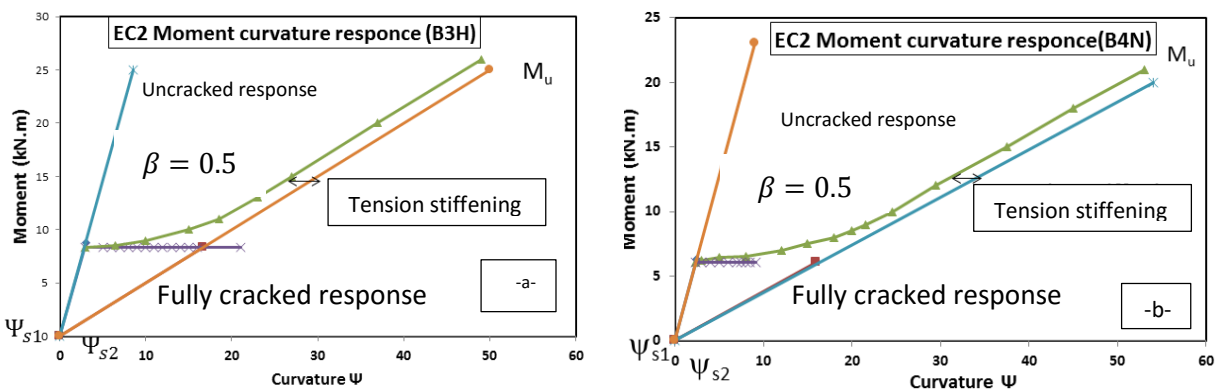 EC2 Moment curvature responce (B3H)
Moment (kN.m)
30
25
20
15
10
5
0
Uncracked response
M_u
β = 0.5
Tension stiffening
Fully cracked response
-a-
Ψ_s1
Ψ_s2
0 10 20 30 40 50 60
Curvature Ψ
EC2 Moment curvature responce(B4N)
Moment (kN.m)
25
20
15
10
5
0
Uncracked response
M_u
β = 0.5
Tension stiffening
Fully cracked response
-b-
Ψ_s1
Ψ_s2
0 10 20 30 40 50 60
Curvature Ψ